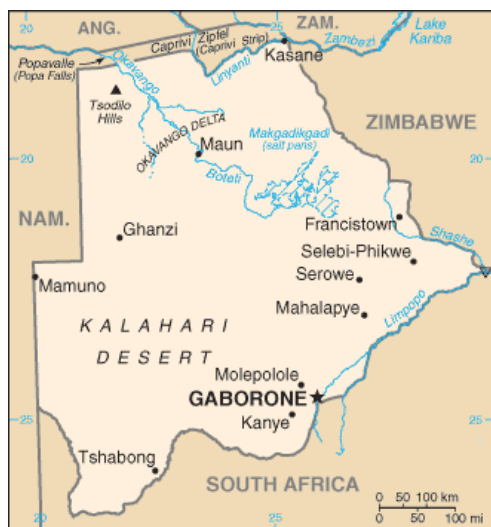 ANG.
25
ZAM.
Lake
Kariba
Zambezi
Caprivi Zipfel
(Caprivi Strip)
Kasane
Popavalle
(Popa Falls)
Okavango
Linyanti
Tsodilo
Hills
OKAVANGO DELTA
Makgadikgadi
(salt pans)
ZIMBABWE
20
20
Maun
Boteti
NAM.
Francistown
Shashe
Ghanzi
Selebi-Phikwe
Serowe
Mamuno
Mahalapye
Limpopo
KALAHARI
DESERT
Molepolole
GABORONE
Kanye
25
25
Tshabong
SOUTH AFRICA
0 50 100 km
0 50 100 mi
20
25